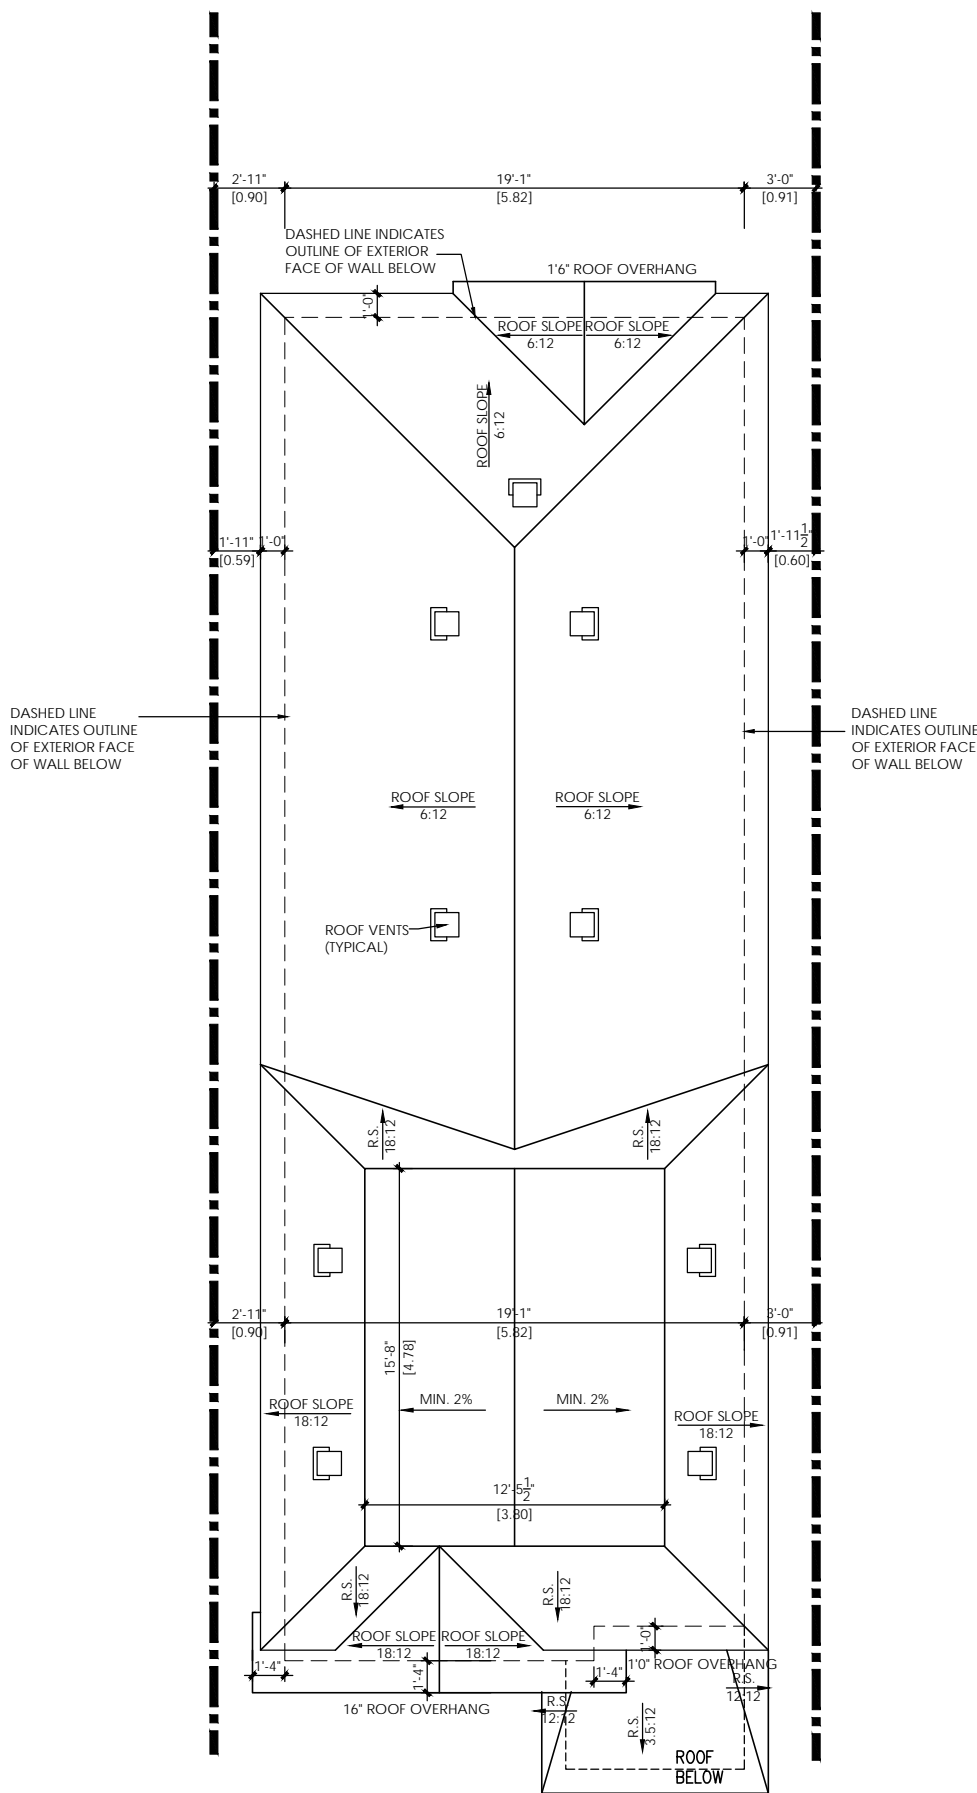 2'-11"
[0.90]
19'-1"
[5.82]
3'-0"
[0.91]
DASHED LINE INDICATES
OUTLINE OF EXTERIOR
FACE OF WALL BELOW
1'6" ROOF OVERHANG
1'-0"
ROOF SLOPE
6:12
ROOF SLOPE
6:12
ROOF SLOPE
6:12
1'-11"
[0.59]
1'-0"
1'-0"
1'-11 1/2"
[0.60]
DASHED LINE
INDICATES OUTLINE
OF EXTERIOR FACE
OF WALL BELOW
DASHED LINE
INDICATES OUTLINE
OF EXTERIOR FACE
OF WALL BELOW
ROOF SLOPE
6:12
ROOF SLOPE
6:12
ROOF VENTS
(TYPICAL)
R.S.
18:12
R.S.
18:12
2'-11"
[0.90]
19'-1"
[5.82]
3'-0"
[0.91]
15'-8"
[4.78]
MIN. 2%
MIN. 2%
ROOF SLOPE
18:12
ROOF SLOPE
18:12
12'-5 1/2"
[3.80]
R.S.
18:12
R.S.
18:12
ROOF SLOPE
18:12
ROOF SLOPE
18:12
1'-0"
1'-4"
1'-4"
1'-4"
1'0" ROOF OVERHANG
16" ROOF OVERHANG
R.S.
12:12
R.S.
12:12
R.S.
3.5:12
ROOF
BELOW